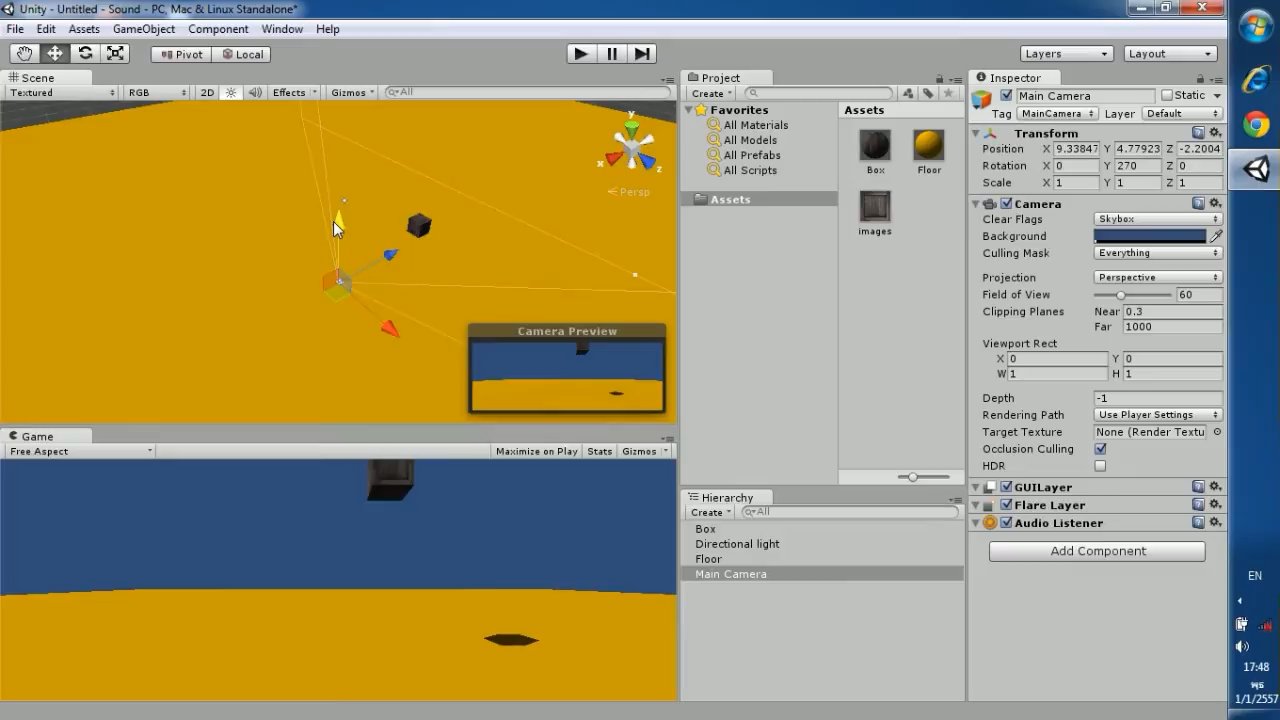 Unity - Untitled - Sound - PC, Mac & Linux Standalone*
File Edit Assets GameObject Component Window Help
Pivot Local Layers Layout
Scene
Textured RGB 2D Effects Gizmos All
y
x
z
Persp
Camera Preview
Game
Free Aspect Maximize on Play Stats Gizmos
Project
Create
Favorites
All Materials
All Models
All Prefabs
All Scripts
Assets
Assets
Box Floor
images
Hierarchy
Create All
Box
Directional light
Floor
Main Camera
Inspector
Main Camera Static
Tag MainCamera Layer Default
Transform
Position X 9.33847 Y 4.77923 Z -2.2004
Rotation X 0 Y 270 Z 0
Scale X 1 Y 1 Z 1
Camera
Clear Flags Skybox
Background
Culling Mask Everything
Projection Perspective
Field of View 60
Clipping Planes Near 0.3
Far 1000
Viewport Rect
X 0 Y 0
W 1 H 1
Depth -1
Rendering Path Use Player Settings
Target Texture None (Render Textu
Occlusion Culling
HDR
GUILayer
Flare Layer
Audio Listener
Add Component
EN
17:48
พุธ
1/1/2557